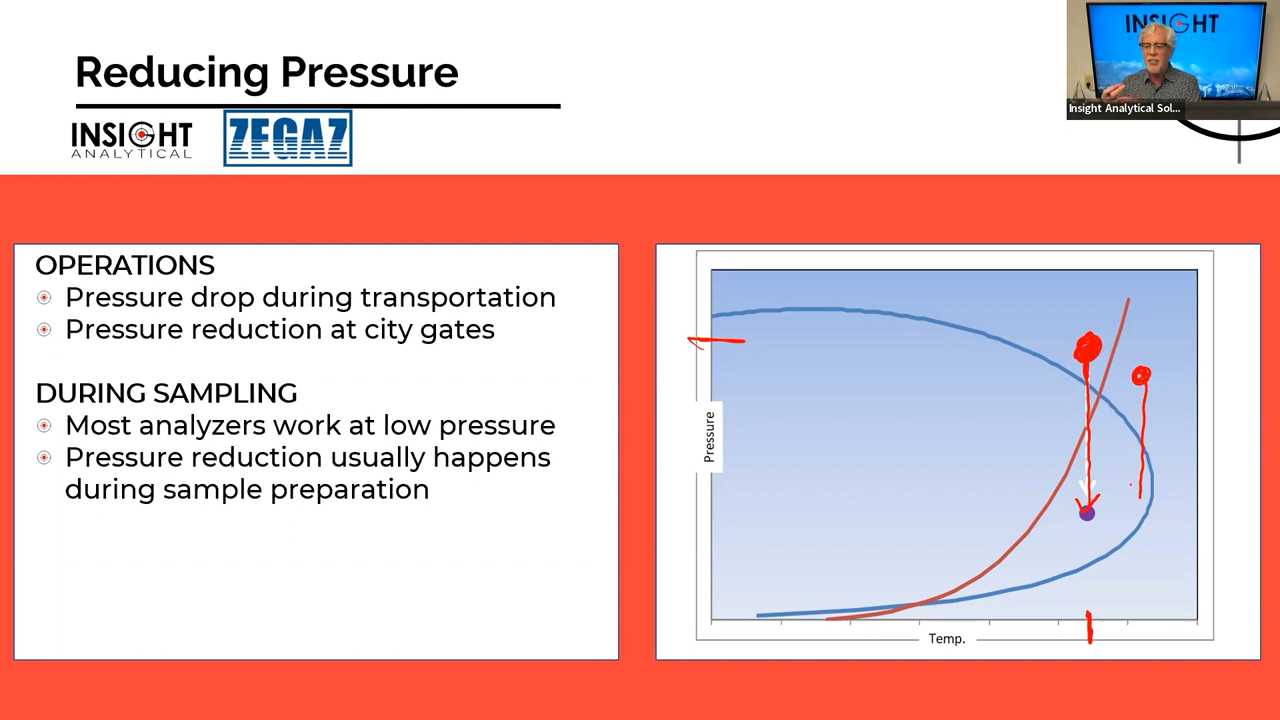 INSIGHT
Insight Analytical Sol...
Reducing Pressure
INSIGHT
ANALYTICAL
ZEGAZ
OPERATIONS
Pressure drop during transportation
Pressure reduction at city gates
DURING SAMPLING
Most analyzers work at low pressure
Pressure reduction usually happens
during sample preparation
Pressure
Temp.